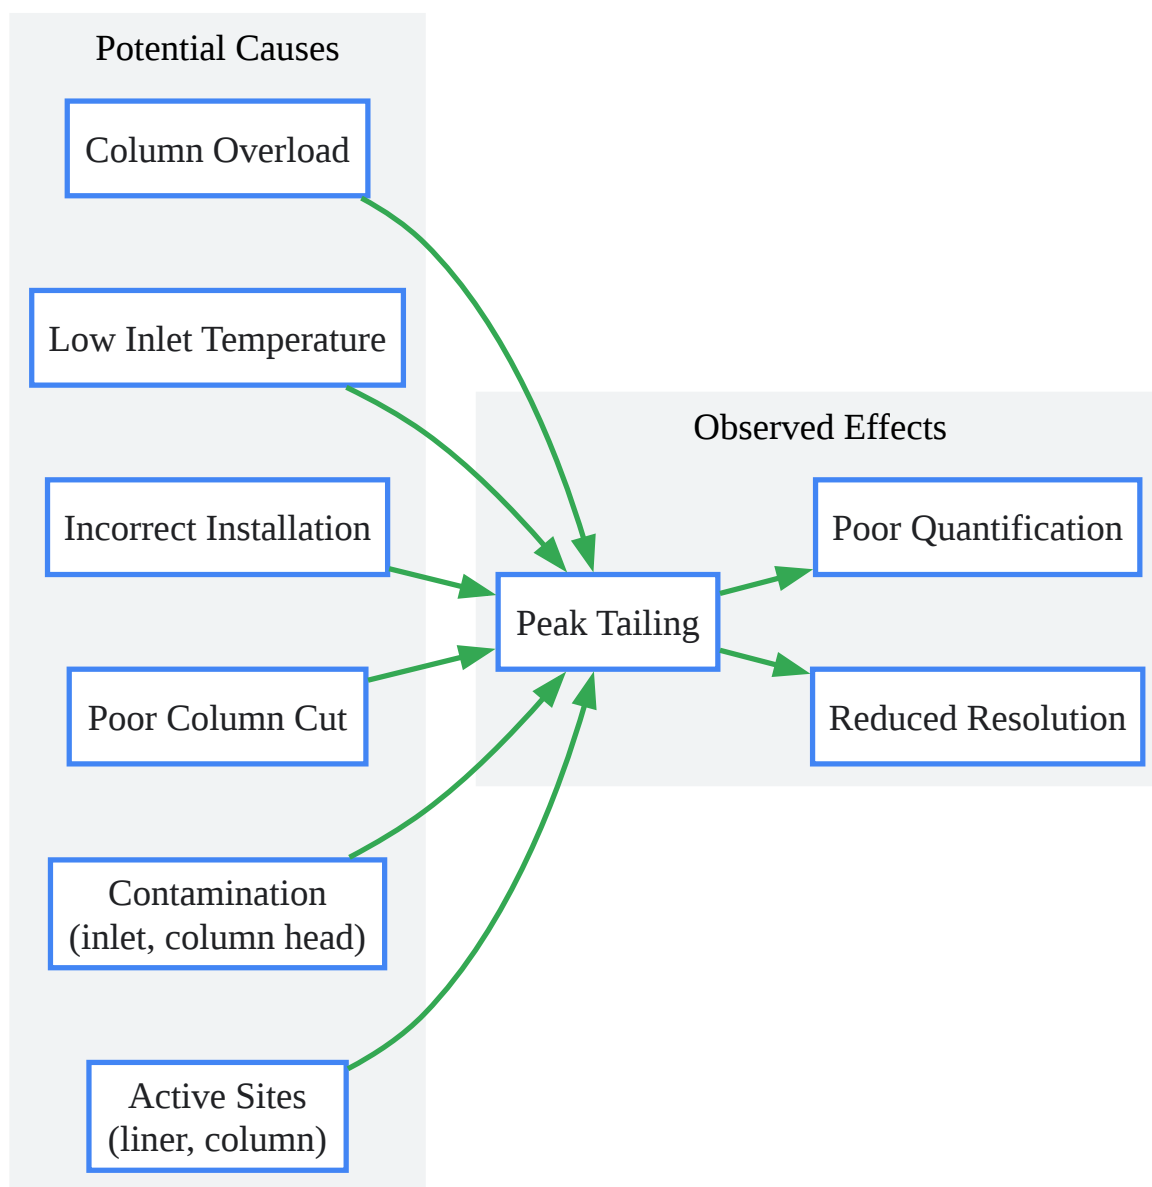 Potential Causes
Column Overload
Low Inlet Temperature
Incorrect Installation
Poor Column Cut
Contamination
(inlet, column head)
Active Sites
(liner, column)
Observed Effects
Peak Tailing
Poor Quantification
Reduced Resolution